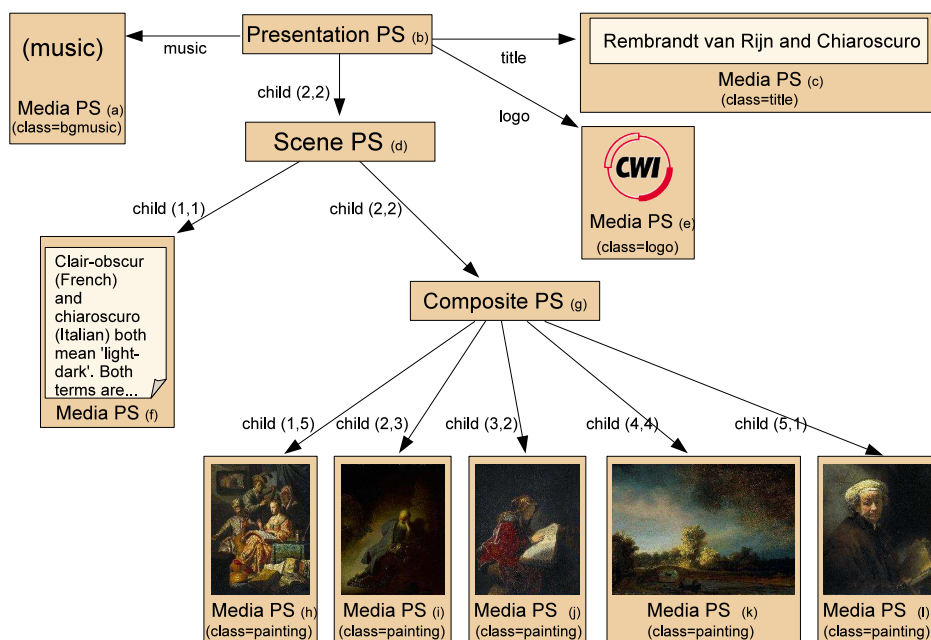 (music)
Media PS (a)
(class=bgmusic)
music
Presentation PS (b)
title
Rembrandt van Rijn and Chiaroscuro
Media PS (c)
(class=title)
child (2,2)
logo
Scene PS (d)
CWI
Media PS (e)
(class=logo)
child (1,1)
child (2,2)
Clair-obscur
(French)
and
chiaroscuro
(Italian) both
mean 'light-
dark'. Both
terms are...
Media PS (f)
Composite PS (g)
child (1,5)
child (2,3)
child (3,2)
child (4,4)
child (5,1)
Media PS (h)
(class=painting)
Media PS (i)
(class=painting)
Media PS (j)
(class=painting)
Media PS (k)
(class=painting)
Media PS (l)
(class=painting)